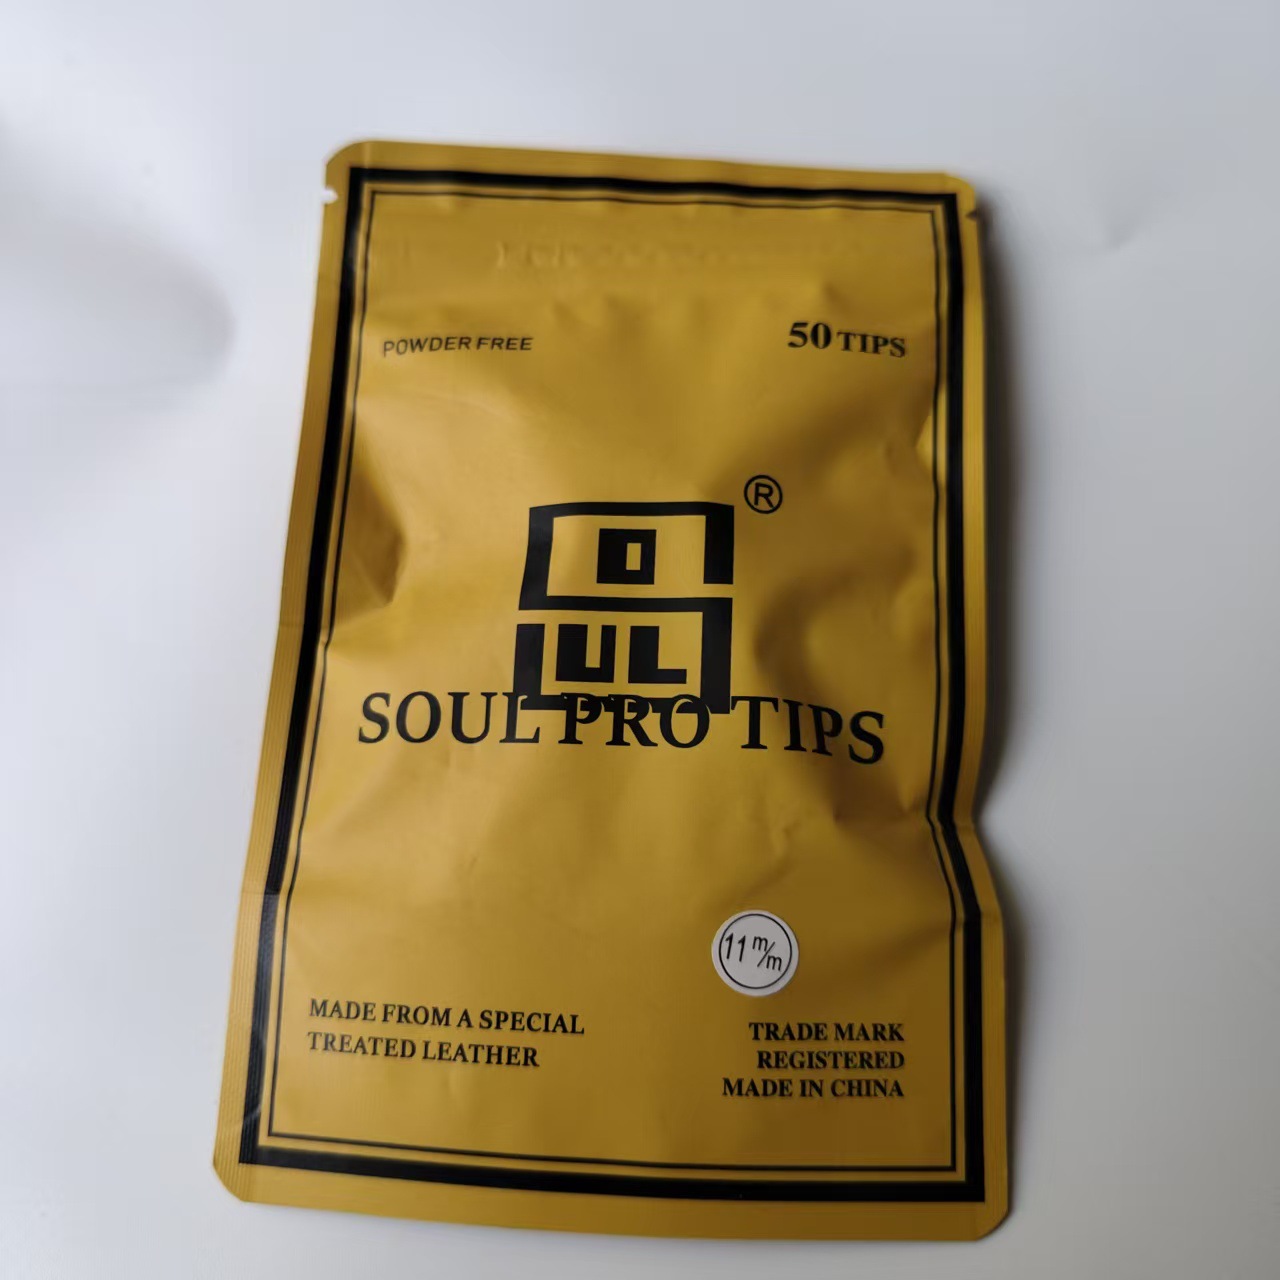 POWDER FREE
50 TIPS
®
SOUL
SOUL PRO TIPS
11 m/m
MADE FROM A SPECIAL
TREATED LEATHER
TRADE MARK
REGISTERED
MADE IN CHINA